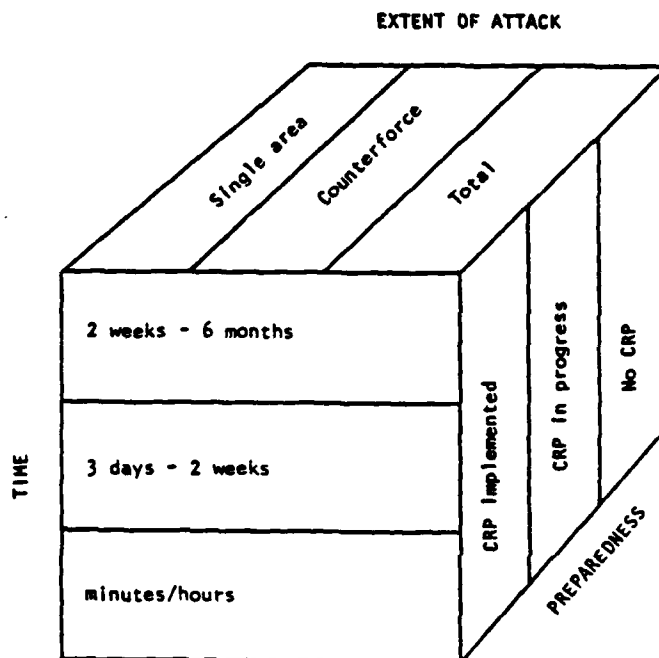 EXTENT OF ATTACK
Single area
Counterforce
Total
2 weeks - 6 months
3 days - 2 weeks
minutes/hours
TIME
CRP implemented
CRP in progress
No CRP
PREPAREDNESS